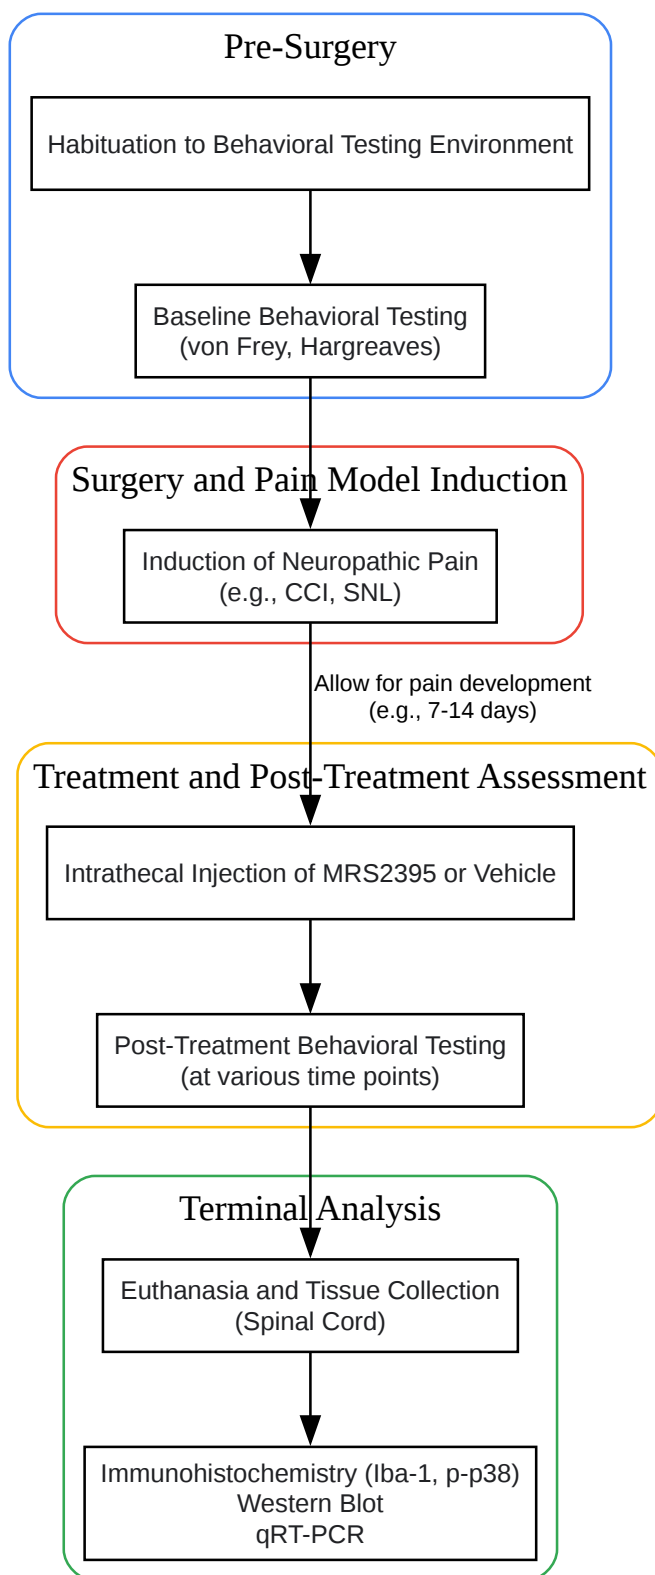 Pre-Surgery
Habituation to Behavioral Testing Environment
Baseline Behavioral Testing
(von Frey, Hargreaves)
Surgery and Pain Model Induction
Induction of Neuropathic Pain
(e.g., CCI, SNL)
Allow for pain development
(e.g., 7-14 days)
Treatment and Post-Treatment Assessment
Intrathecal Injection of MRS2395 or Vehicle
Post-Treatment Behavioral Testing
(at various time points)
Terminal Analysis
Euthanasia and Tissue Collection
(Spinal Cord)
Immunohistochemistry (Iba-1, p-p38)
Western Blot
qRT-PCR